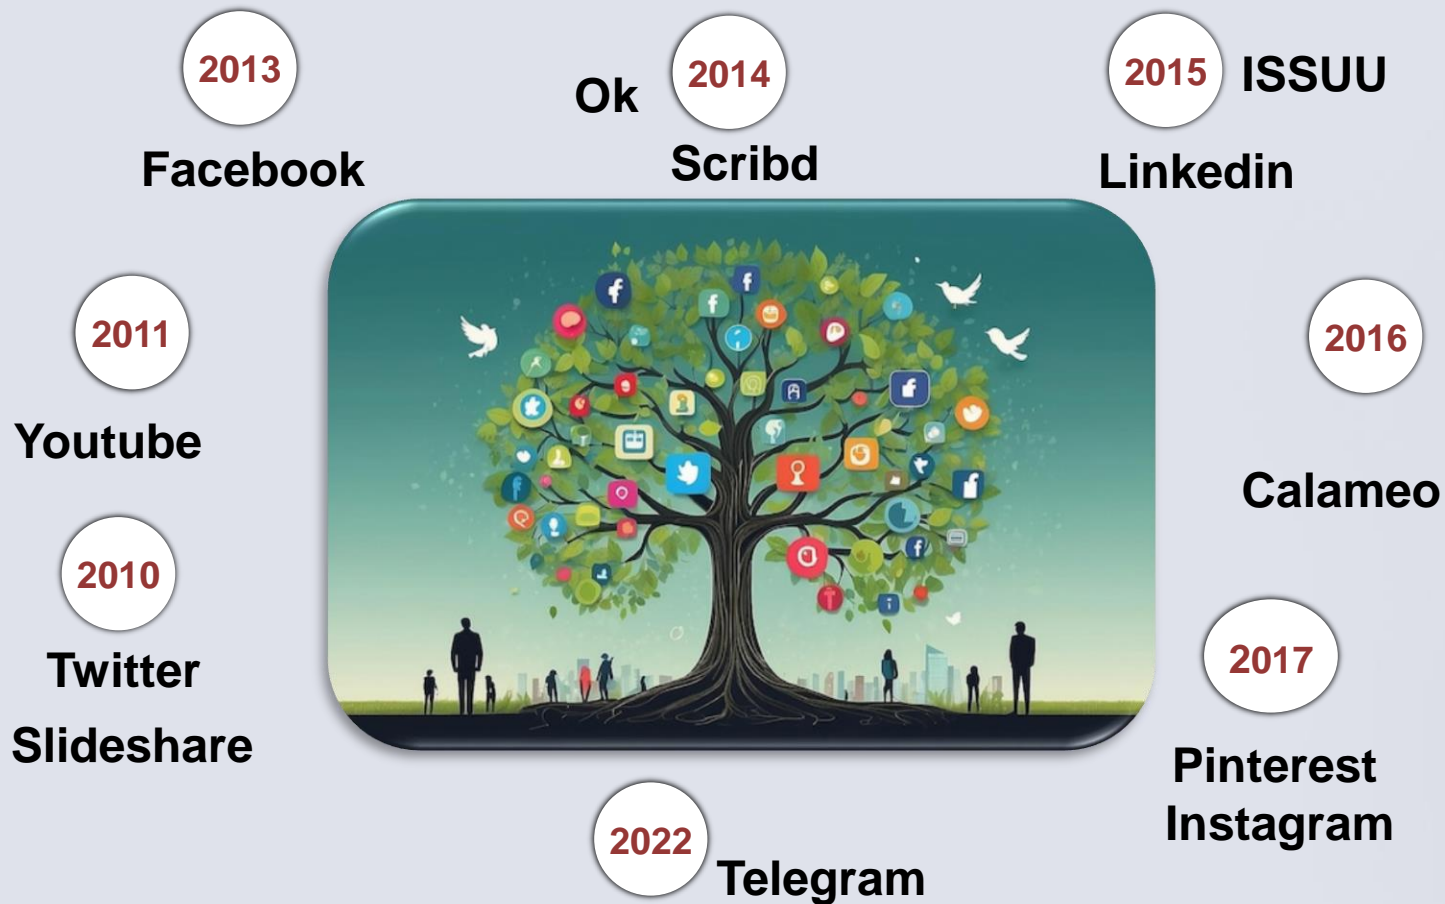 2013
Facebook
Ok
2014
Scribd
2015
ISSUU
Linkedin
2011
Youtube
2016
Calameo
2010
Twitter
Slideshare
2017
Pinterest
Instagram
2022
Telegram